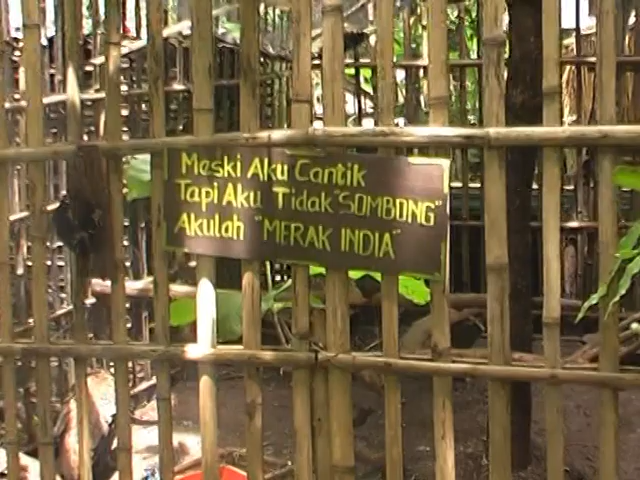 Meski Aku Cantik
Tapi Aku Tidak "SOMBONG"
Akulah "MERAK INDIA"